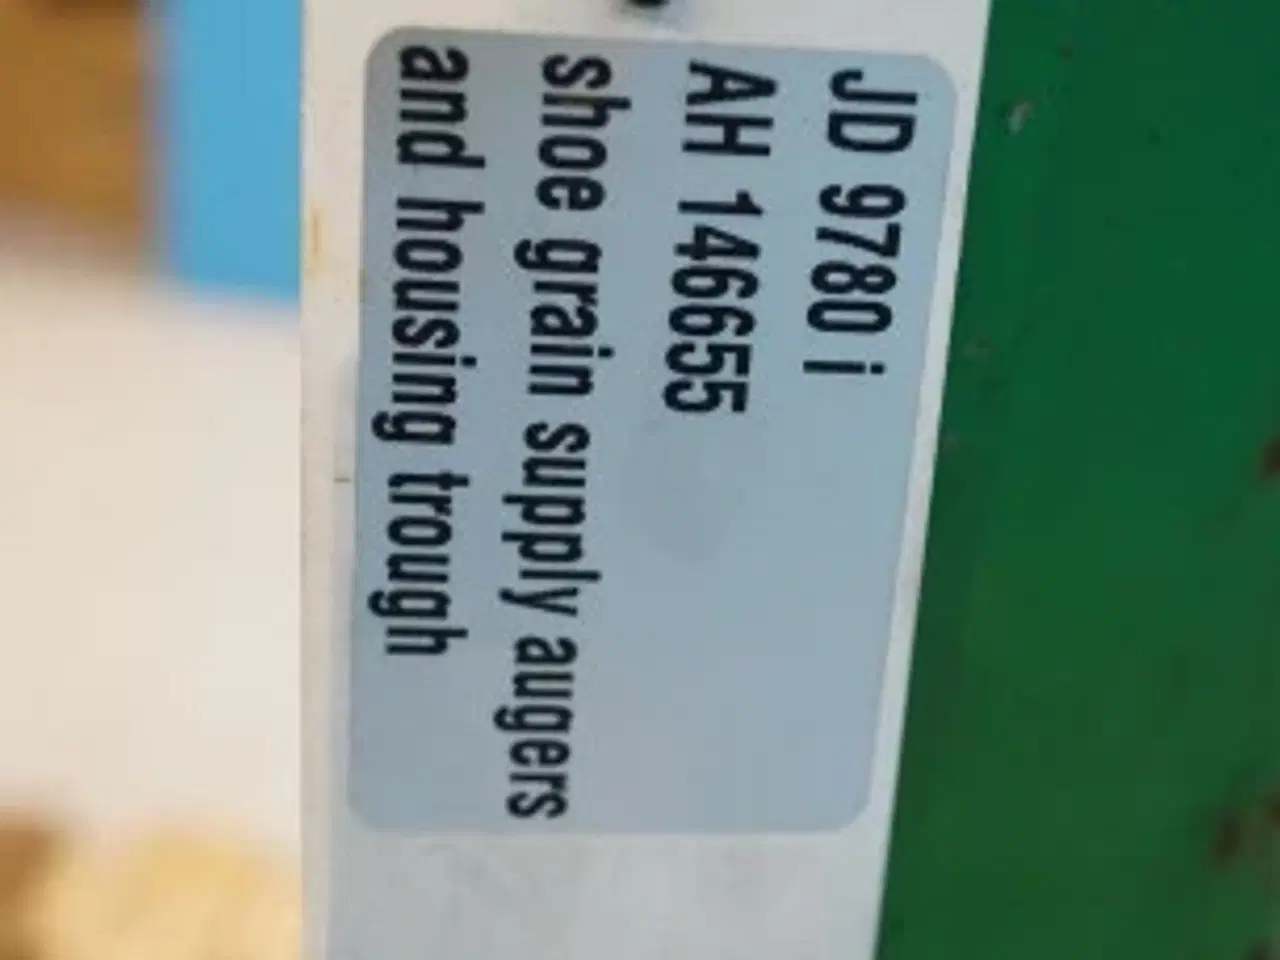 JD 9780 i
AH 146655
shoe grain supply augers
and housing trough